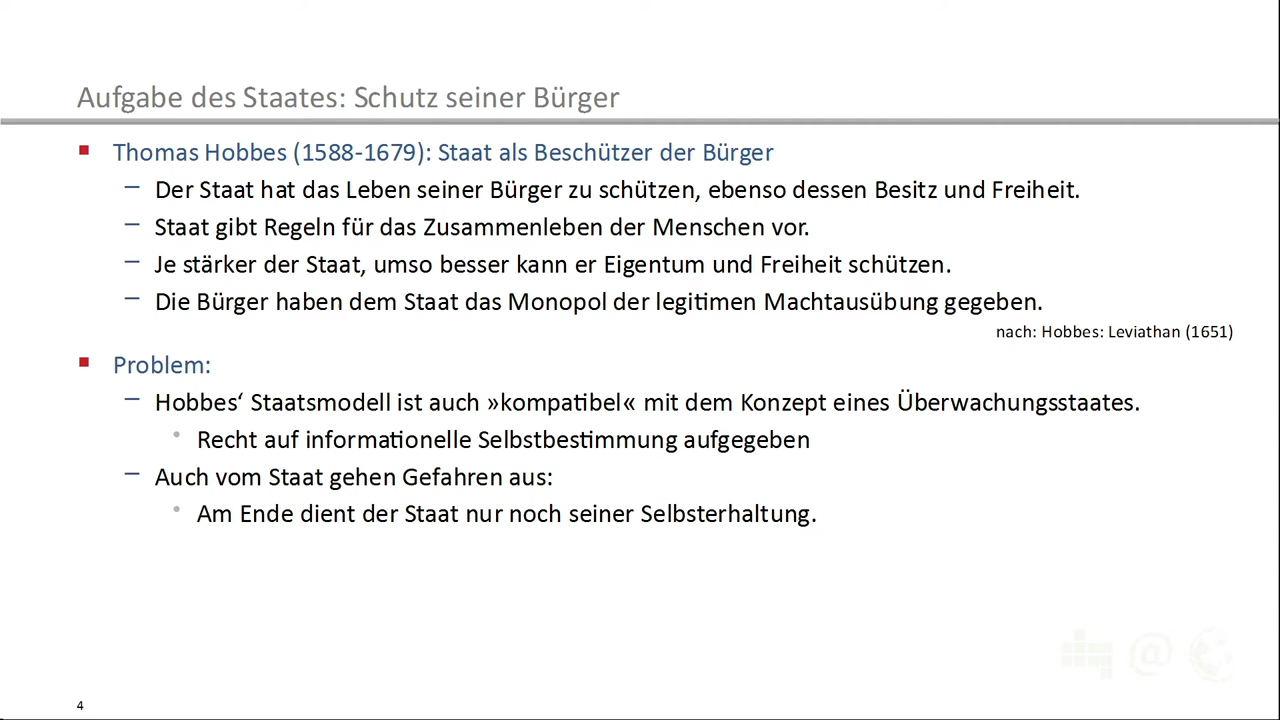 Aufgabe des Staates: Schutz seiner Bürger
Thomas Hobbes (1588-1679): Staat als Beschützer der Bürger
– Der Staat hat das Leben seiner Bürger zu schützen, ebenso dessen Besitz und Freiheit.
– Staat gibt Regeln für das Zusammenleben der Menschen vor.
– Je stärker der Staat, umso besser kann er Eigentum und Freiheit schützen.
– Die Bürger haben dem Staat das Monopol der legitimen Machtausübung gegeben.
nach: Hobbes: Leviathan (1651)
Problem:
– Hobbes‘ Staatsmodell ist auch »kompatibel« mit dem Konzept eines Überwachungsstaates.
• Recht auf informationelle Selbstbestimmung aufgegeben
– Auch vom Staat gehen Gefahren aus:
• Am Ende dient der Staat nur noch seiner Selbsterhaltung.
@
4